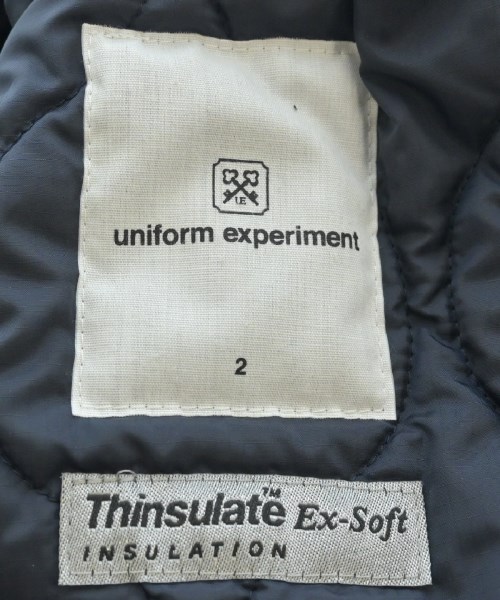 U.E
uniform experiment
2
Thinsulate™ Ex-Soft
INSULATION